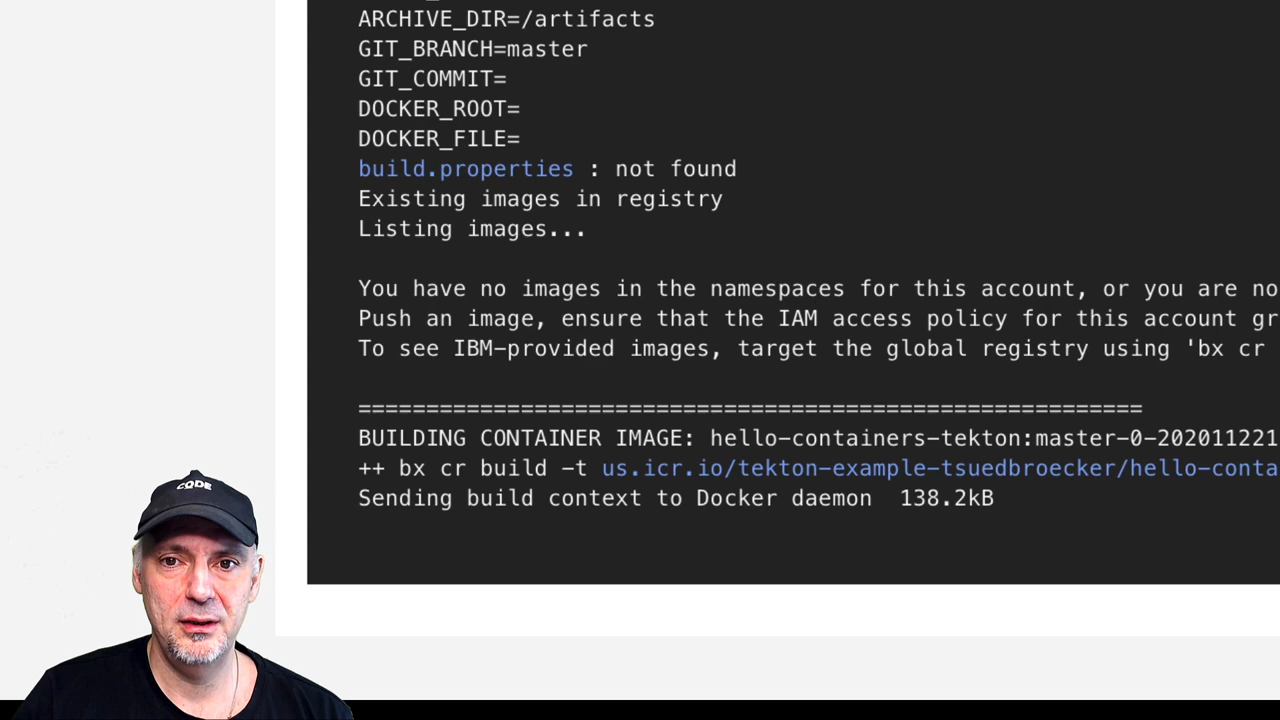 ARCHIVE_DIR=/artifacts
GIT_BRANCH=master
GIT_COMMIT=
DOCKER_ROOT=
DOCKER_FILE=
build.properties : not found
Existing images in registry
Listing images...
You have no images in the namespaces for this account, or you are no
Push an image, ensure that the IAM access policy for this account gr
To see IBM-provided images, target the global registry using 'bx cr
==========================================================
BUILDING CONTAINER IMAGE: hello-containers-tekton:master-0-202011221
++ bx cr build -t us.icr.io/tekton-example-tsuedbroecker/hello-conta
Sending build context to Docker daemon  138.2kB
CODE